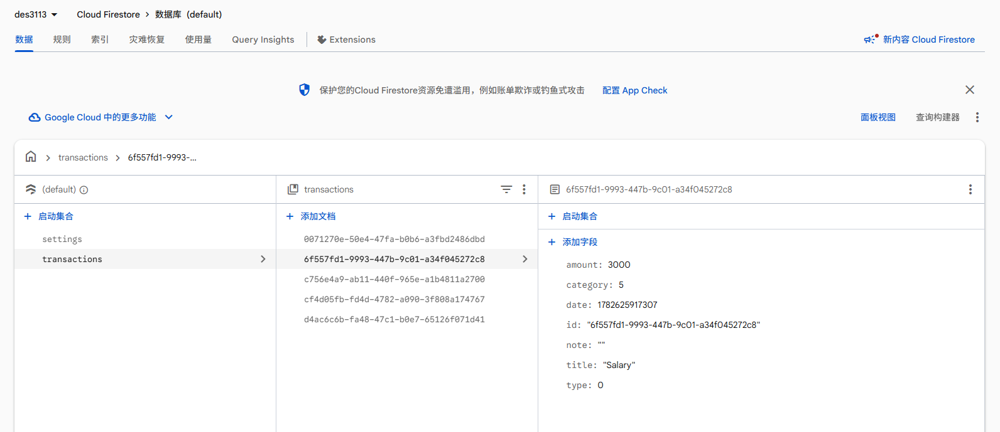 des3113 Cloud Firestore > 数据库 (default)
数据 规则 索引 灾难恢复 使用量 Query Insights Extensions 新内容 Cloud Firestore
保护您的Cloud Firestore资源免遭滥用，例如账单欺诈或钓鱼式攻击 配置 App Check
Google Cloud 中的更多功能 面板视图 查询构建器
transactions > 6f557fd1-9993-...
(default) transactions 6f557fd1-9993-447b-9c01-a34f045272c8
+ 启动集合 + 添加文档 + 启动集合
settings 0071270e-50e4-47fa-b0b6-a3fbd2486dbd + 添加字段
transactions 6f557fd1-9993-447b-9c01-a34f045272c8 amount: 3000
c756e4a9-ab11-440f-965e-a1b4811a2700 category: 5
cf4d05fb-fd4d-4782-a090-3f808a174767 date: 1782625917307
d4ac6c6b-fa48-47c1-b0e7-65126f071d41 id: "6f557fd1-9993-447b-9c01-a34f045272c8"
note: ""
title: "Salary"
type: 0